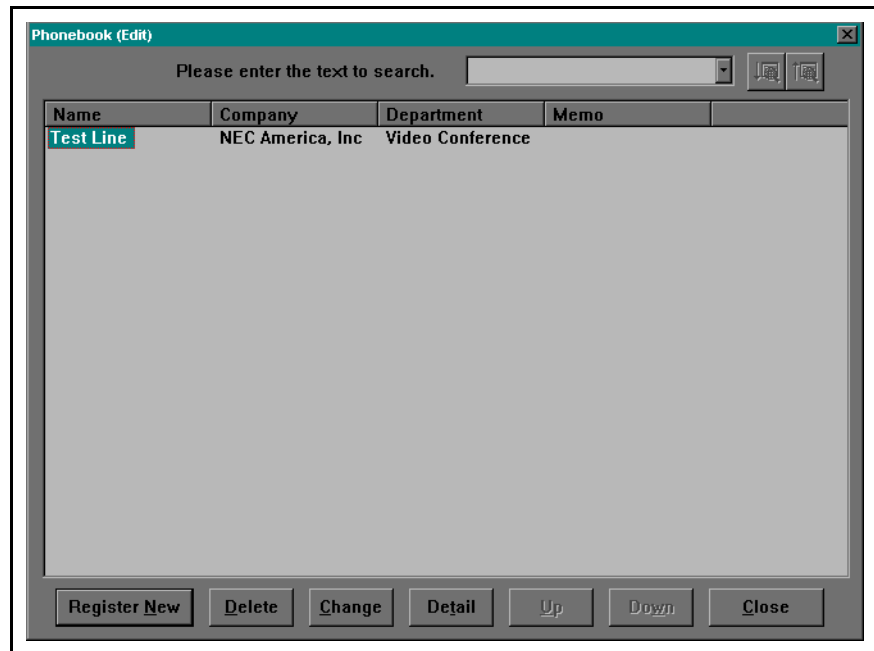 Phonebook (Edit)
Please enter the text to search.
Name Company Department Memo
Test Line NEC America, Inc Video Conference
Register New Delete Change Detail Up Down Close